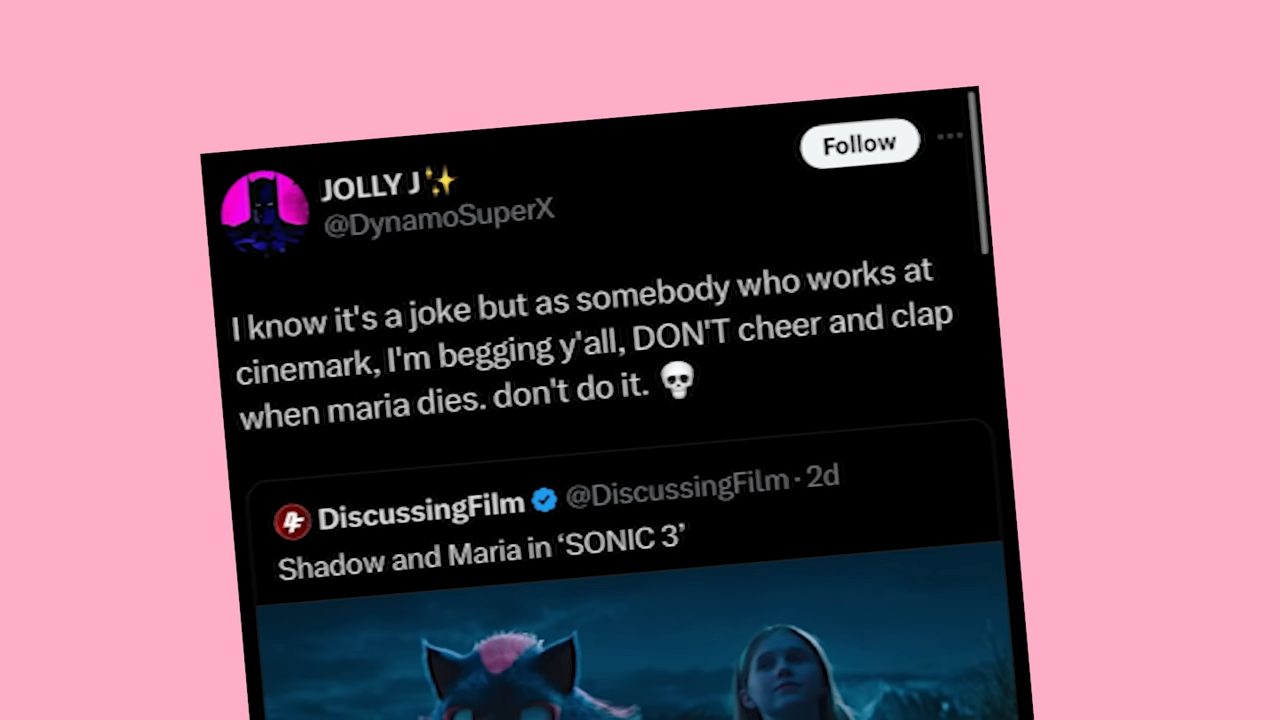 JOLLY J✨
@DynamoSuperX
Follow
I know it's a joke but as somebody who works at
cinemark, I'm begging y'all, DON'T cheer and clap
when maria dies. don't do it. 💀
DiscussingFilm @DiscussingFilm · 2d
Shadow and Maria in ‘SONIC 3’